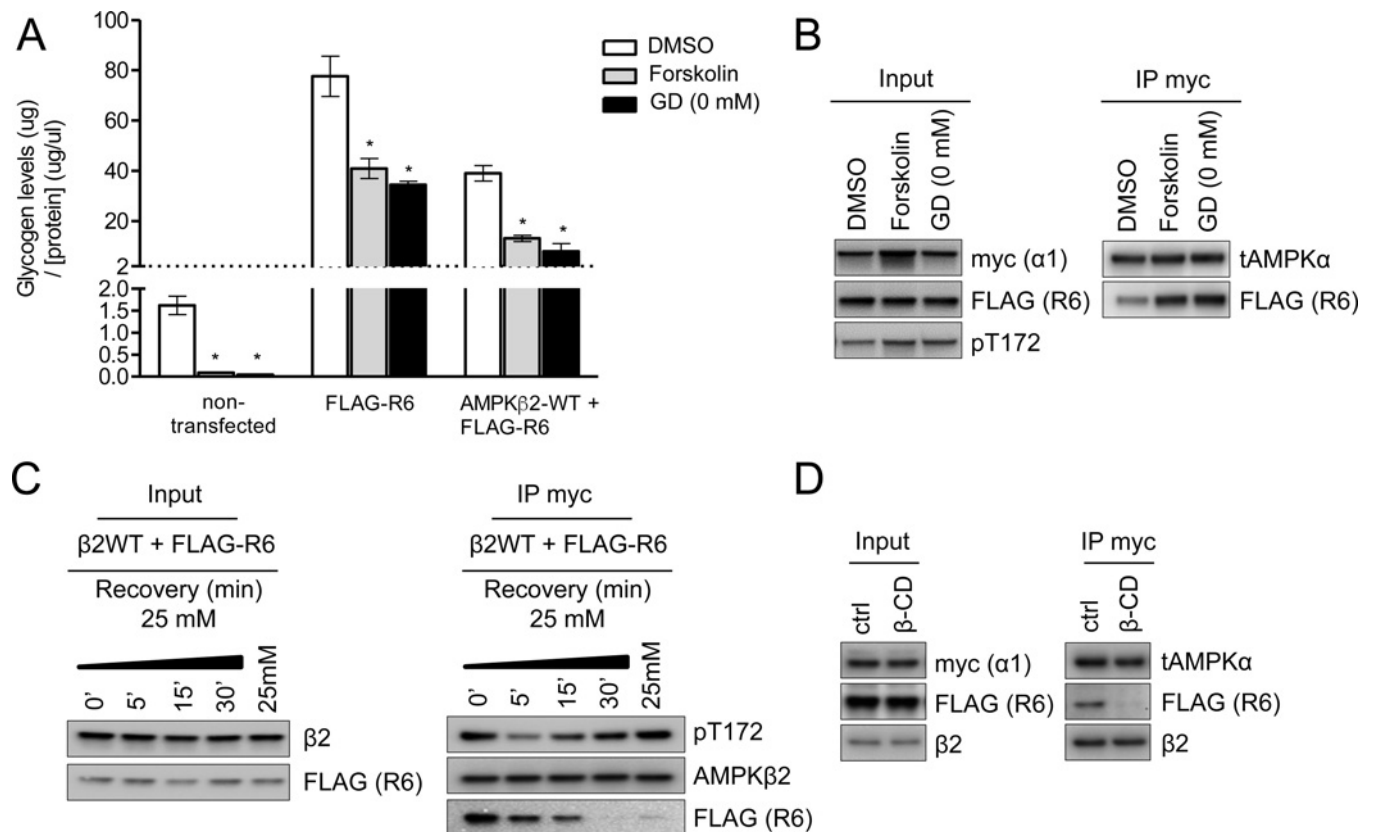 A
Glycogen levels (ug)
/ [protein] (ug/ul)
100
80
60
40
20
2
2.0
1.5
1.0
0.5
0.0
DMSO
Forskolin
GD (0 mM)
* *
* *
* *
non-
transfected
FLAG-R6
AMPKβ2-WT +
FLAG-R6
B
Input
DMSO
Forskolin
GD (0 mM)
myc (α1)
FLAG (R6)
pT172
IP myc
DMSO
Forskolin
GD (0 mM)
tAMPKα
FLAG (R6)
C
Input
β2WT + FLAG-R6
Recovery (min)
25 mM
0' 5' 15' 30' 25mM
β2
FLAG (R6)
IP myc
β2WT + FLAG-R6
Recovery (min)
25 mM
0' 5' 15' 30' 25mM
pT172
AMPKβ2
FLAG (R6)
D
Input
ctrl
β-CD
myc (α1)
FLAG (R6)
β2
IP myc
ctrl
β-CD
tAMPKα
FLAG (R6)
β2